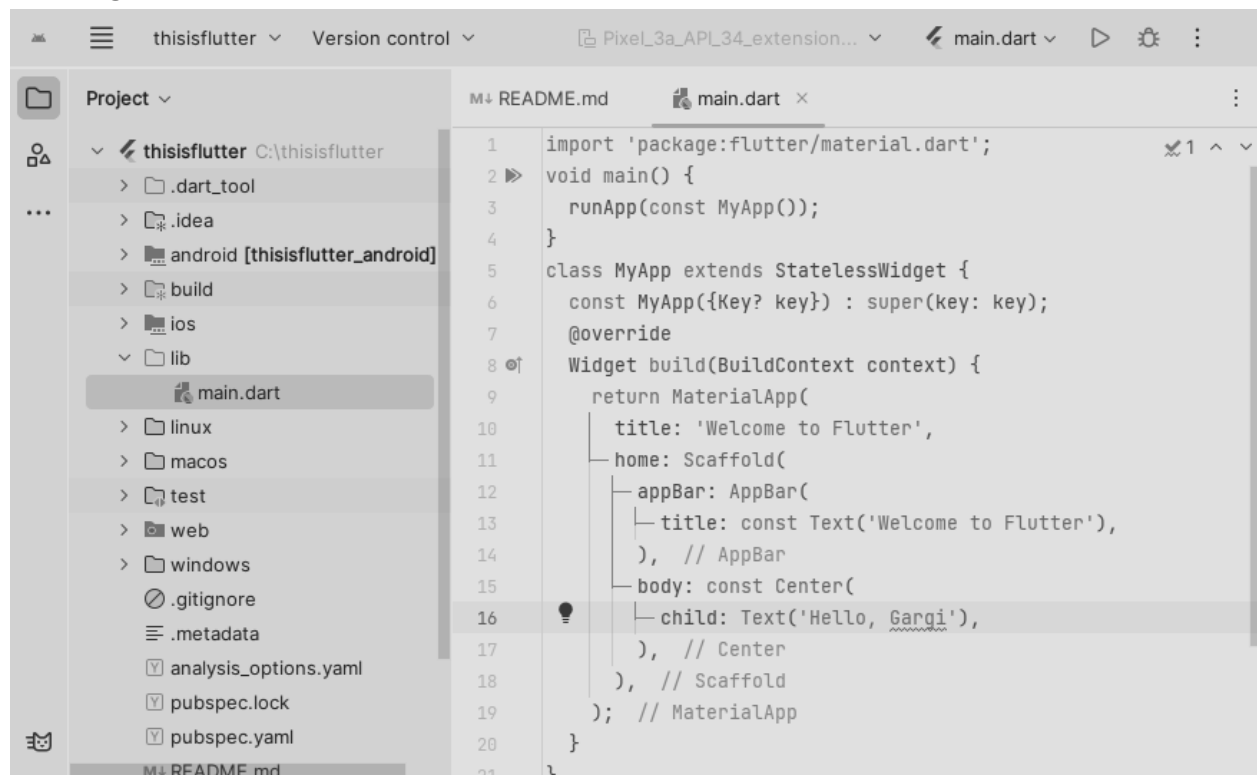 thisisflutter Version control Pixel_3a_API_34_extension... main.dart
Project
thisisflutter C:\thisisflutter
.dart_tool
.idea
android [thisisflutter_android]
build
ios
lib
main.dart
linux
macos
test
web
windows
.gitignore
.metadata
analysis_options.yaml
pubspec.lock
pubspec.yaml
README.md
README.md main.dart
1 import 'package:flutter/material.dart';
2 void main() {
3 runApp(const MyApp());
4 }
5 class MyApp extends StatelessWidget {
6 const MyApp({Key? key}) : super(key: key);
7 @override
8 Widget build(BuildContext context) {
9 return MaterialApp(
10 title: 'Welcome to Flutter',
11 home: Scaffold(
12 appBar: AppBar(
13 title: const Text('Welcome to Flutter'),
14 ), // AppBar
15 body: const Center(
16 child: Text('Hello, Gargi'),
17 ), // Center
18 ), // Scaffold
19 ); // MaterialApp
20 }
21 }
1